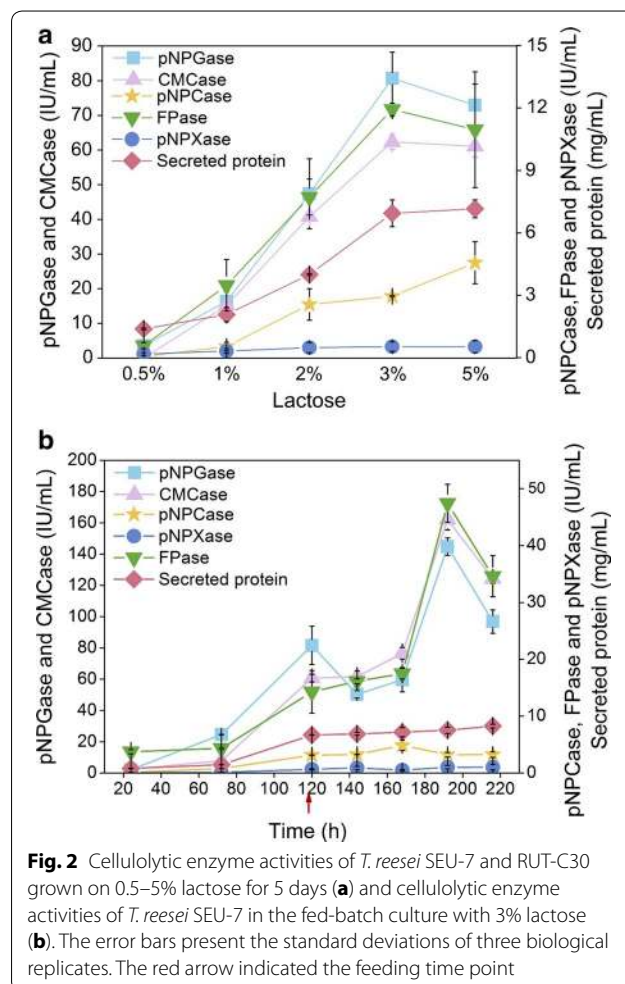 a
90
80
70
60
50
40
30
20
10
0
pNPGase and CMCase (IU/mL)
pNPGase
CMCase
pNPCase
FPase
pNPXase
Secreted protein
15
12
9
6
3
0
pNPCase,FPase and pNPXase (IU/mL)
Secreted protein (mg/mL)
0.5% 1% 2% 3% 5%
Lactose
b
200
180
160
140
120
100
80
60
40
20
0
pNPGase and CMCase (IU/mL)
pNPGase
CMCase
pNPCase
pNPXase
FPase
Secreted protein
50
40
30
20
10
0
pNPCase, FPase and pNPXase (IU/mL)
Secreted protein (mg/mL)
20 40 60 80 100 120 140 160 180 200 220
Time (h)
Fig. 2 Cellulolytic enzyme activities of T. reesei SEU-7 and RUT-C30
grown on 0.5–5% lactose for 5 days (a) and cellulolytic enzyme
activities of T. reesei SEU-7 in the fed-batch culture with 3% lactose
(b). The error bars present the standard deviations of three biological
replicates. The red arrow indicated the feeding time point